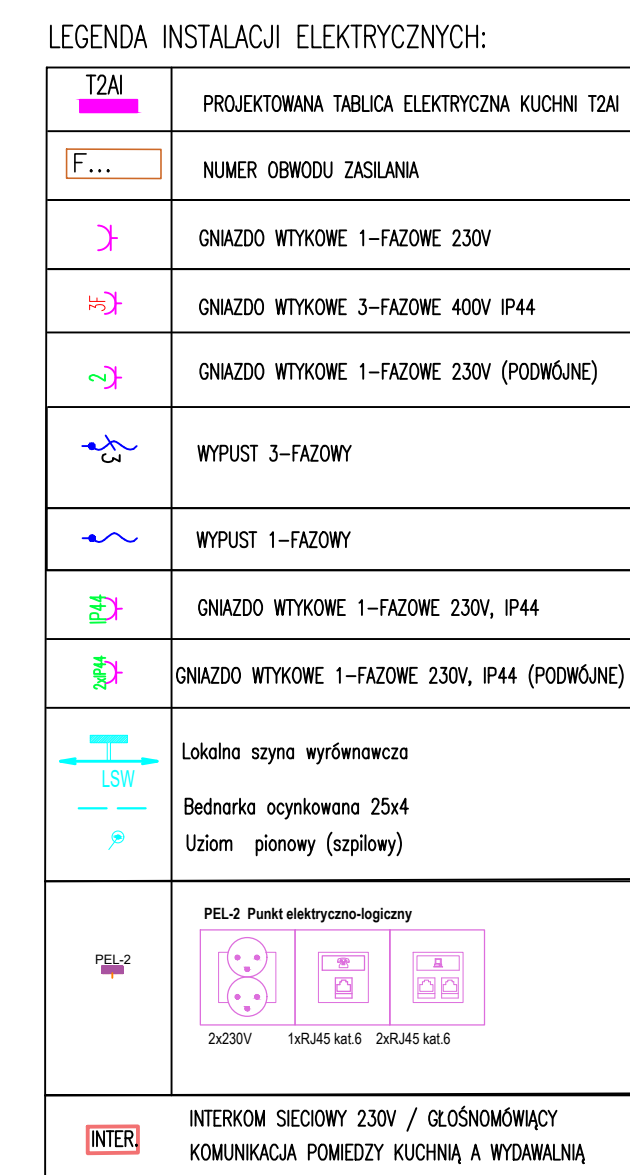 LEGENDA INSTALACJI ELEKTRYCZNYCH:
T2AI
PROJEKTOWANA TABLICA ELEKTRYCZNA KUCHNI T2AI
F...
NUMER OBWODU ZASILANIA
GNIAZDO WTYKOWE 1-FAZOWE 230V
3F
GNIAZDO WTYKOWE 3-FAZOWE 400V IP44
2
GNIAZDO WTYKOWE 1-FAZOWE 230V (PODWÓJNE)
X3
WYPUST 3-FAZOWY
WYPUST 1-FAZOWY
IP44
GNIAZDO WTYKOWE 1-FAZOWE 230V, IP44
2xIP44
GNIAZDO WTYKOWE 1-FAZOWE 230V, IP44 (PODWÓJNE)
LSW
Lokalna szyna wyrównawcza
Bednarka ocynkowana 25x4
Uziom pionowy (szpilowy)
PEL-2
PEL-2 Punkt elektryczno-logiczny
2x230V 1xRJ45 kat.6 2xRJ45 kat.6
INTER.
INTERKOM SIECIOWY 230V / GŁOŚNOMÓWIĄCY
KOMUNIKACJA POMIEDZY KUCHNIĄ A WYDAWALNIĄ